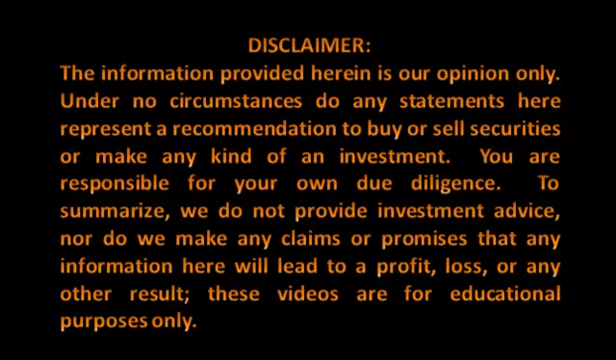 DISCLAIMER:
The information provided herein is our opinion only.
Under no circumstances do any statements here
represent a recommendation to buy or sell securities
or make any kind of an investment. You are
responsible for your own due diligence. To
summarize, we do not provide investment advice,
nor do we make any claims or promises that any
information here will lead to a profit, loss, or any
other result; these videos are for educational
purposes only.